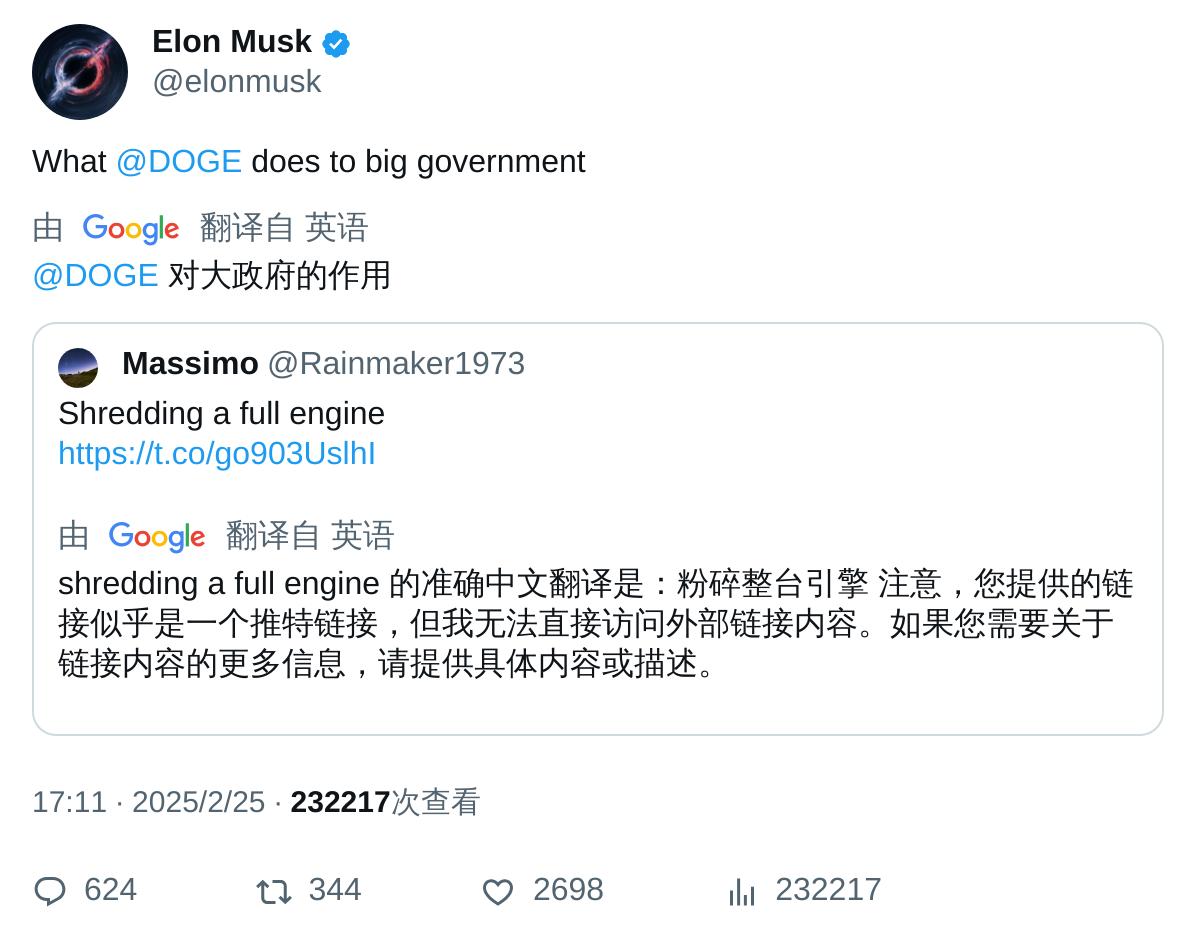 Elon Musk
@elonmusk
What @DOGE does to big government
由 Google 翻译自 英语
@DOGE 对大政府的作用
Massimo @Rainmaker1973
Shredding a full engine
https://t.co/go903UslhI
由 Google 翻译自 英语
shredding a full engine 的准确中文翻译是：粉碎整台引擎 注意，您提供的链
接似乎是一个推特链接，但我无法直接访问外部链接内容。如果您需要关于
链接内容的更多信息，请提供具体内容或描述。
17:11 · 2025/2/25 · 232217次查看
624 344 2698 232217